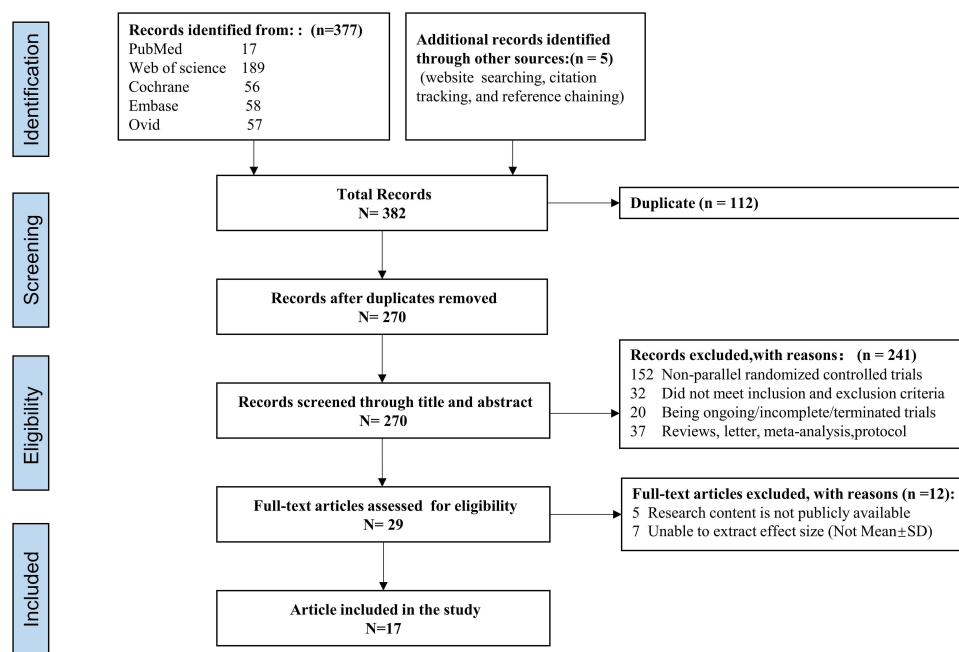 Identification
Records identified from: : (n=377)
PubMed 17
Web of science 189
Cochrane 56
Embase 58
Ovid 57
Additional records identified
through other sources:(n = 5)
(website searching, citation
tracking, and reference chaining)
Screening
Total Records
N= 382
Duplicate (n = 112)
Records after duplicates removed
N= 270
Eligibility
Records screened through title and abstract
N= 270
Records excluded,with reasons： (n = 241)
152 Non-parallel randomized controlled trials
32 Did not meet inclusion and exclusion criteria
20 Being ongoing/incomplete/terminated trials
37 Reviews, letter, meta-analysis,protocol
Full-text articles assessed for eligibility
N= 29
Full-text articles excluded, with reasons (n =12):
5 Research content is not publicly available
7 Unable to extract effect size (Not Mean±SD)
Included
Article included in the study
N=17